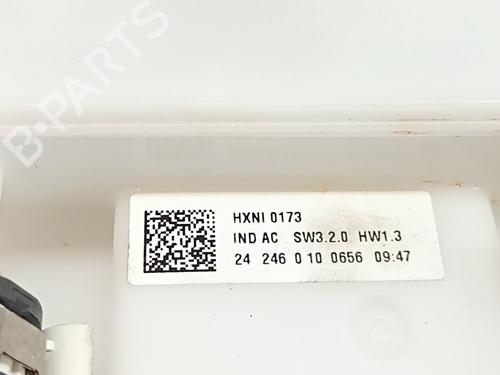 B-PARTS
HXNI 0173
IND AC SW3.2.0 HW1.3
24 246 0 10 0656 09:47